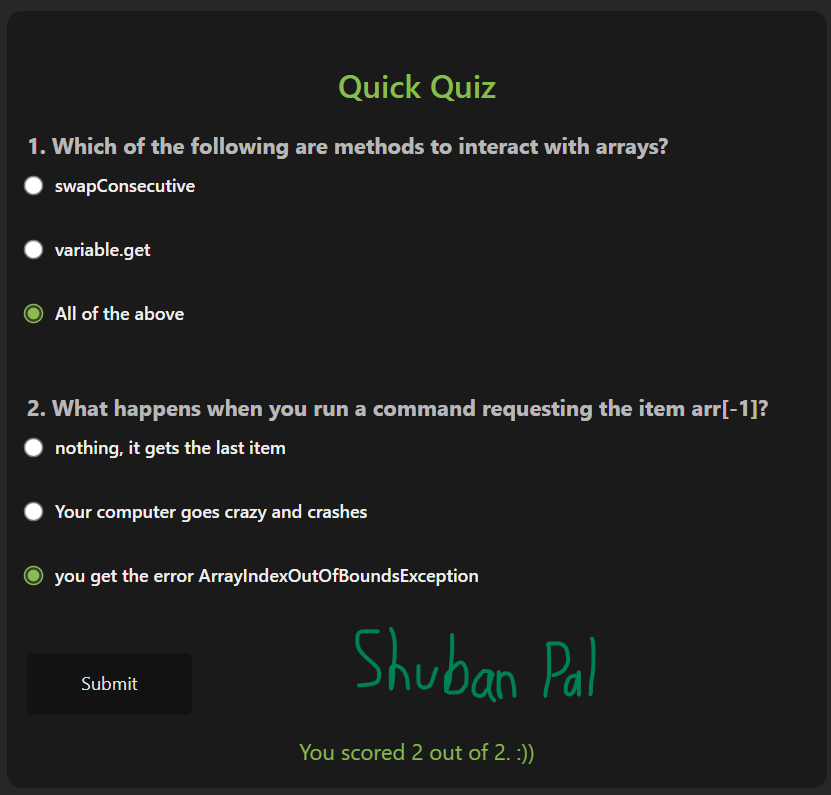 Quick Quiz
1. Which of the following are methods to interact with arrays?
swapConsecutive
variable.get
All of the above
2. What happens when you run a command requesting the item arr[-1]?
nothing, it gets the last item
Your computer goes crazy and crashes
you get the error ArrayIndexOutOfBoundsException
Shuban Pal
Submit
You scored 2 out of 2. :))